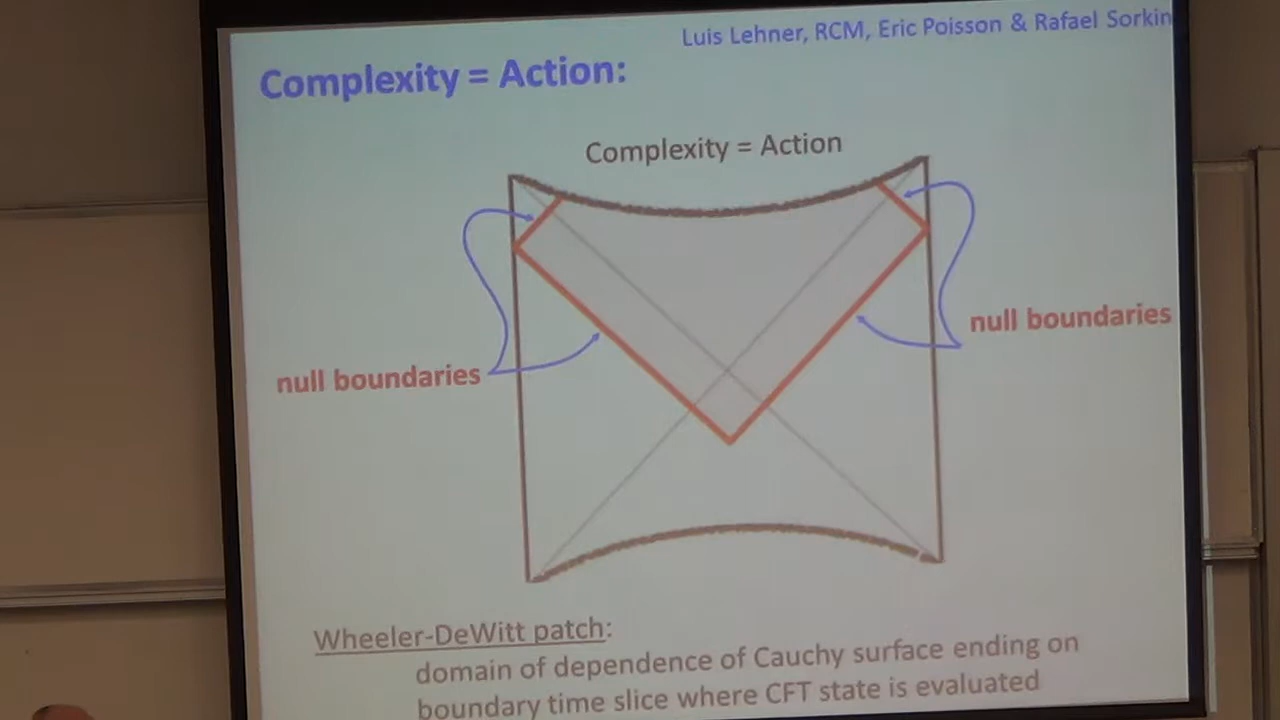 Luis Lehner, RCM, Eric Poisson & Rafael Sorkin
Complexity = Action:
Complexity = Action
null boundaries
null boundaries
Wheeler-DeWitt patch:
domain of dependence of Cauchy surface ending on
boundary time slice where CFT state is evaluated